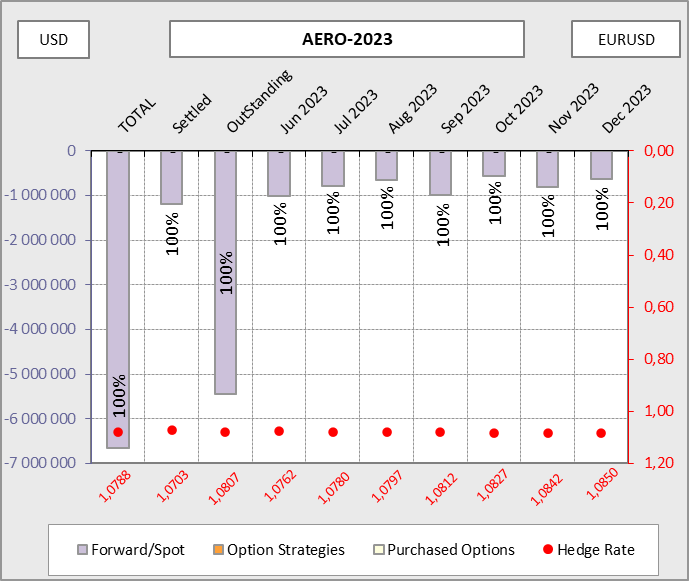 USD
AERO-2023
EURUSD
TOTAL
Settled
OutStanding
Jun 2023
Jul 2023
Aug 2023
Sep 2023
Oct 2023
Nov 2023
Dec 2023
0
-1 000 000
-2 000 000
-3 000 000
-4 000 000
-5 000 000
-6 000 000
-7 000 000
100%
100%
100%
100%
100%
100%
100%
100%
100%
100%
0,00
0,20
0,40
0,60
0,80
1,00
1,20
1,0788
1,0703
1,0807
1,0762
1,0780
1,0797
1,0812
1,0827
1,0842
1,0850
Forward/Spot
Option Strategies
Purchased Options
Hedge Rate